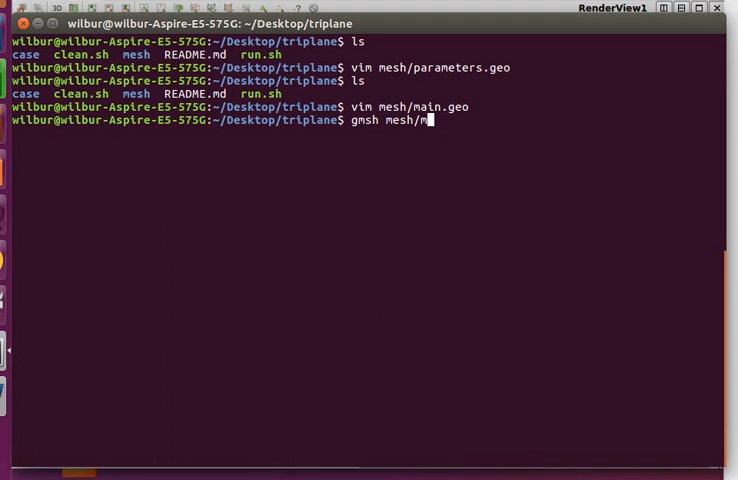 3D
RenderView1
wilbur@wilbur-Aspire-E5-575G: ~/Desktop/triplane
wilbur@wilbur-Aspire-E5-575G:~/Desktop/triplane$ ls
case clean.sh mesh README.md run.sh
wilbur@wilbur-Aspire-E5-575G:~/Desktop/triplane$ vim mesh/parameters.geo
wilbur@wilbur-Aspire-E5-575G:~/Desktop/triplane$ ls
case clean.sh mesh README.md run.sh
wilbur@wilbur-Aspire-E5-575G:~/Desktop/triplane$ vim mesh/main.geo
wilbur@wilbur-Aspire-E5-575G:~/Desktop/triplane$ gmsh mesh/m